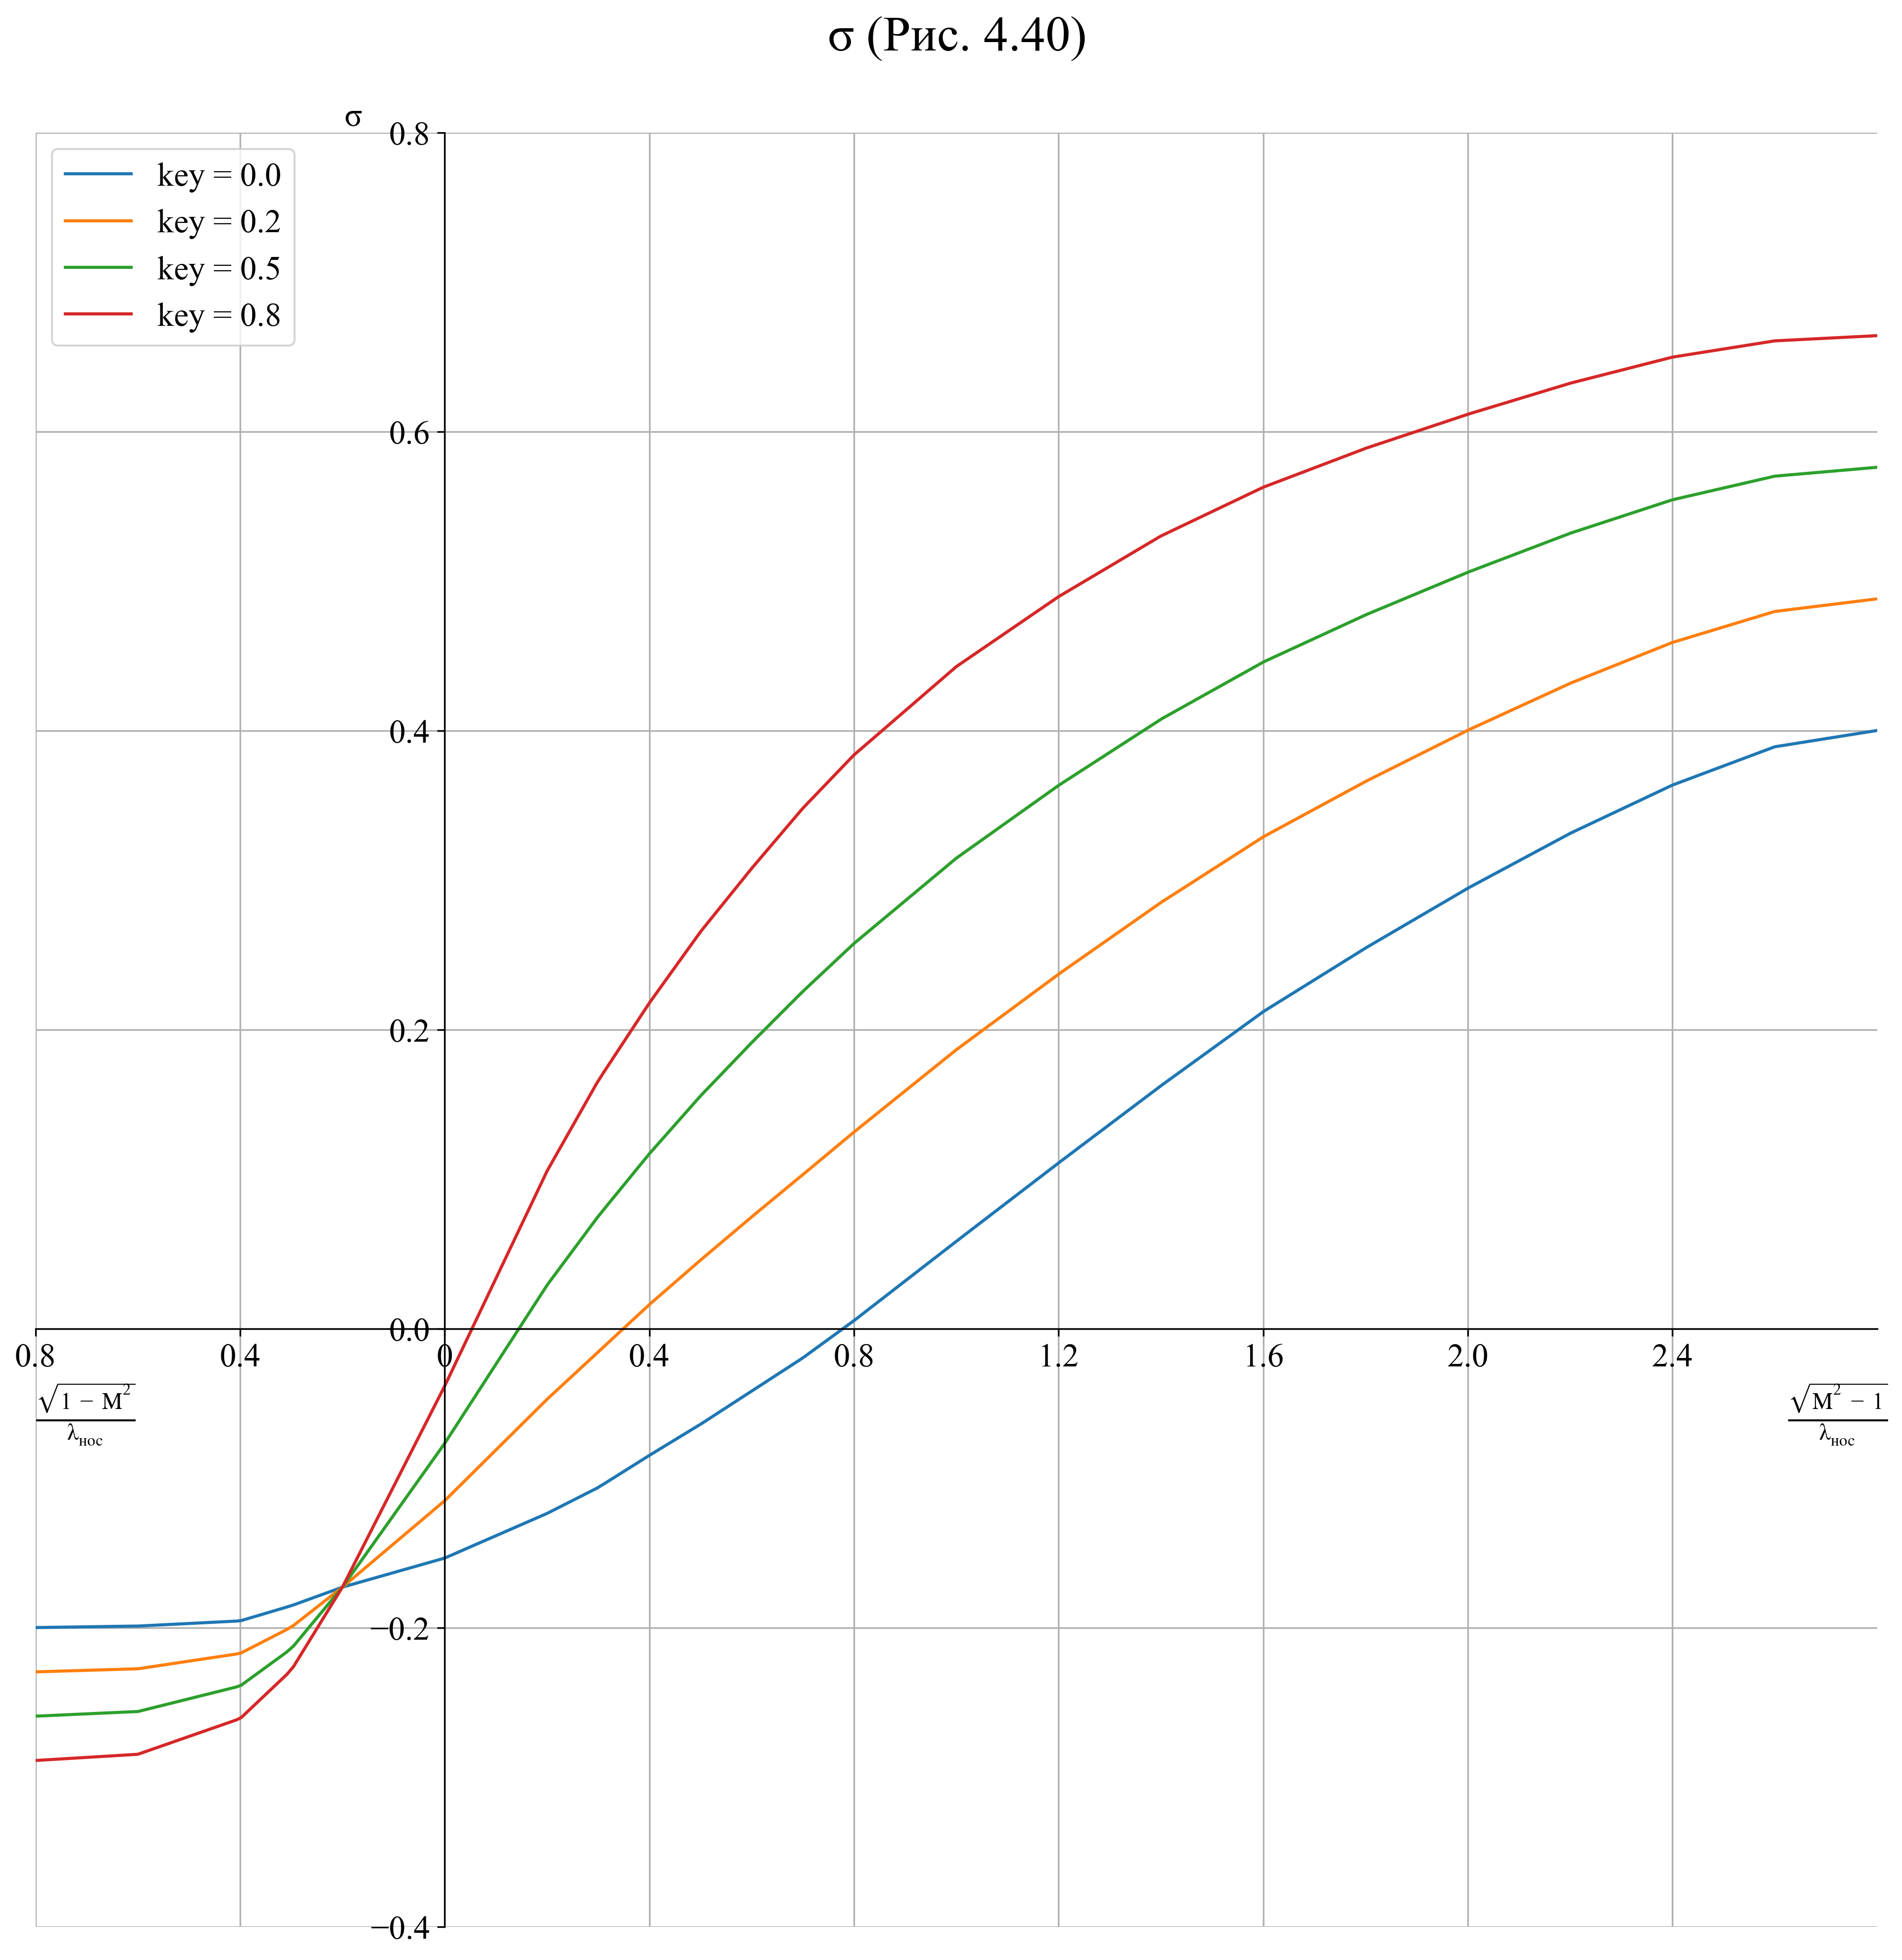 σ (Рис. 4.40)
σ
0.8
key = 0.0
key = 0.2
key = 0.5
key = 0.8
0.6
0.4
0.2
0.0
0.8 0.4 0 0.4 0.8 1.2 1.6 2.0 2.4
√1 − M² √M² − 1
λнос λнос
−0.2
−0.4